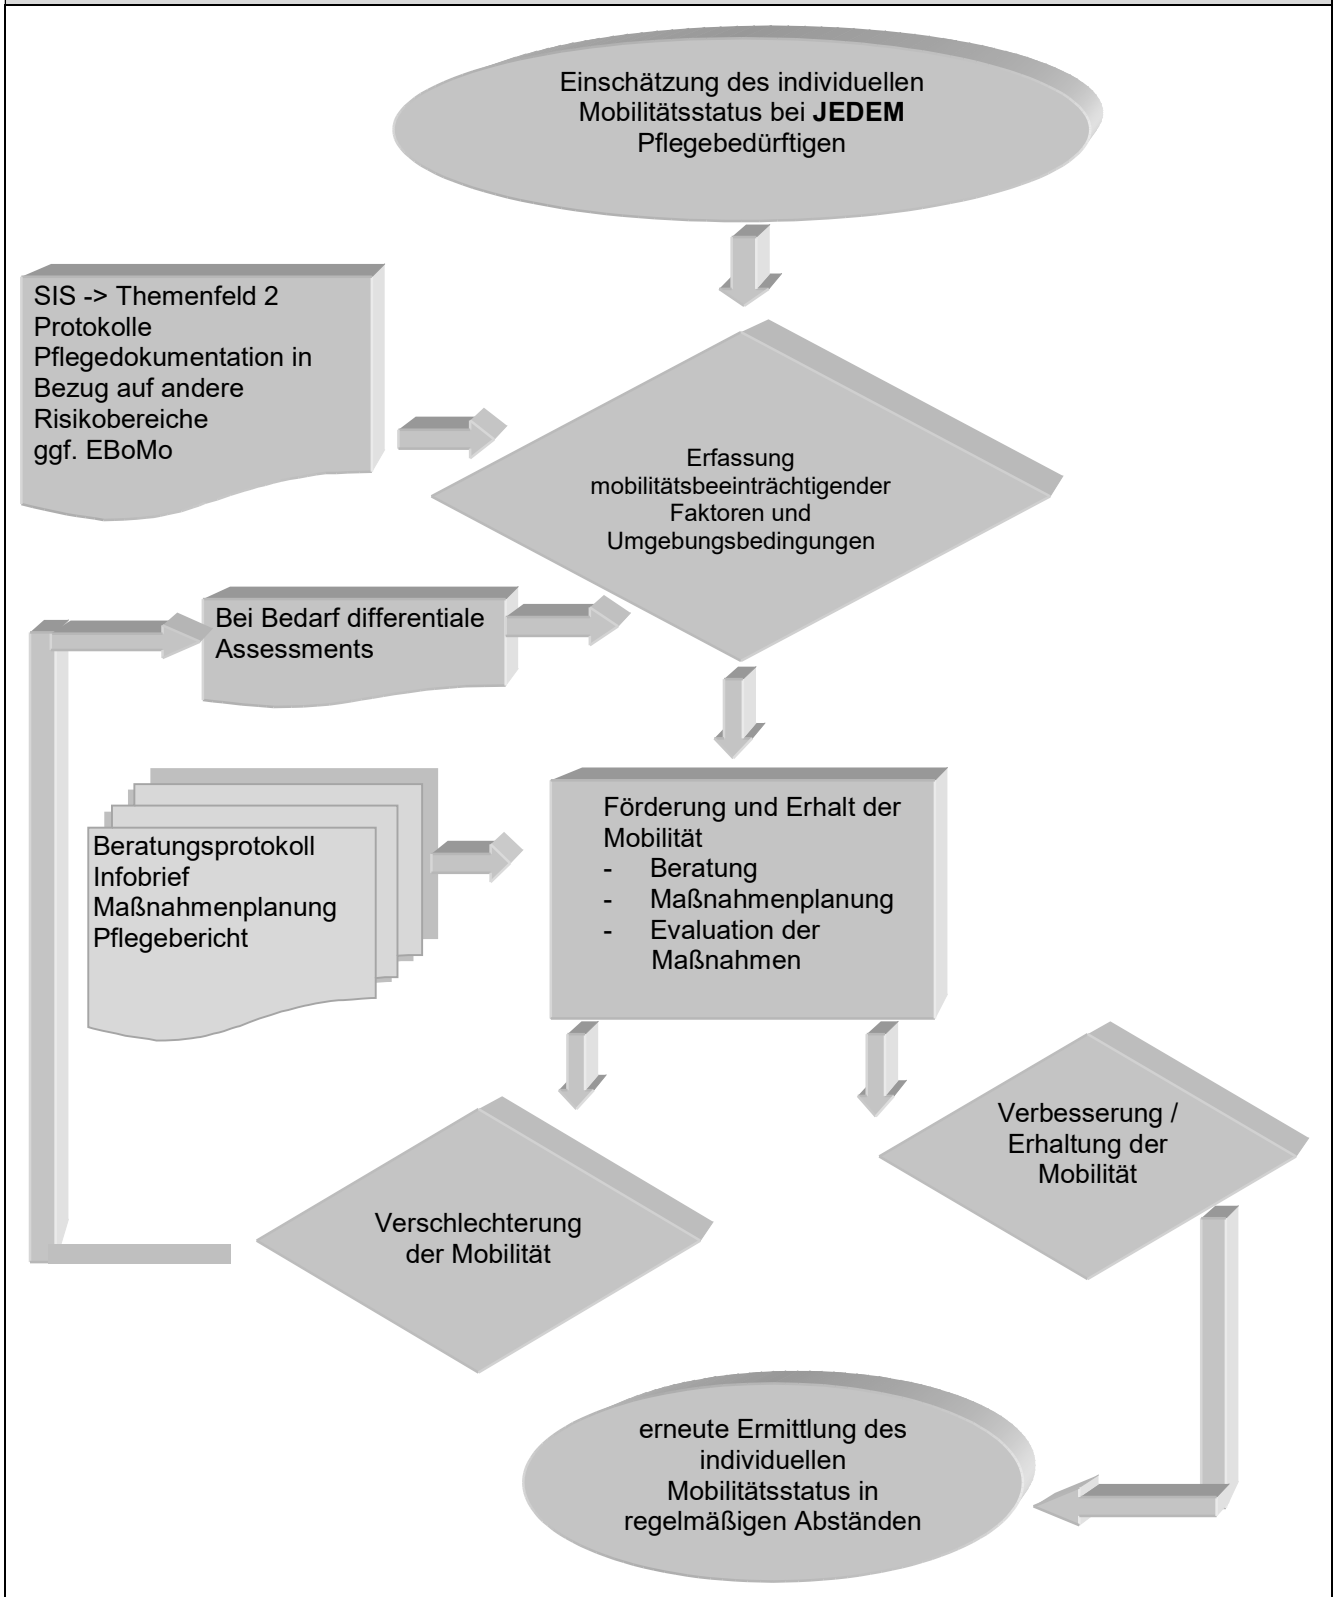 Einschätzung des individuellen
Mobilitätsstatus bei JEDEM
Pflegebedürftigen
SIS -> Themenfeld 2
Protokolle
Pflegedokumentation in
Bezug auf andere
Risikobereiche
ggf. EBoMo
Erfassung
mobilitätsbeeinträchtigender
Faktoren und
Umgebungsbedingungen
Bei Bedarf differentiale
Assessments
Förderung und Erhalt der
Mobilität
- Beratung
- Maßnahmenplanung
- Evaluation der
Maßnahmen
Beratungsprotokoll
Infobrief
Maßnahmenplanung
Pflegebericht
Verbesserung /
Erhaltung der
Mobilität
Verschlechterung
der Mobilität
erneute Ermittlung des
individuellen
Mobilitätsstatus in
regelmäßigen Abständen